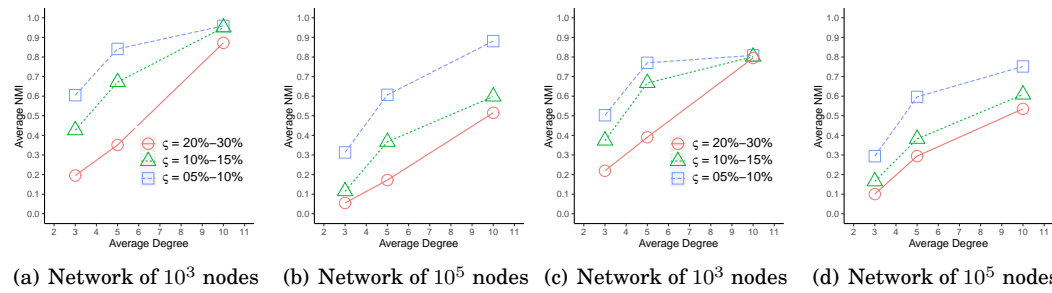 1.0
0.9
0.8
0.7
0.6
0.5
0.4
0.3
0.2
0.1
0.0
Average NMI
2 3 4 5 6 7 8 9 10 11
Average Degree
ς = 20%–30%
ς = 10%–15%
ς = 05%–10%
(a) Network of 10³ nodes
1.0
0.9
0.8
0.7
0.6
0.5
0.4
0.3
0.2
0.1
0.0
Average NMI
2 3 4 5 6 7 8 9 10 11
Average Degree
(b) Network of 10⁵ nodes
1.0
0.9
0.8
0.7
0.6
0.5
0.4
0.3
0.2
0.1
0.0
Average NMI
2 3 4 5 6 7 8 9 10 11
Average Degree
ς = 20%–30%
ς = 10%–15%
ς = 05%–10%
(c) Network of 10³ nodes
1.0
0.9
0.8
0.7
0.6
0.5
0.4
0.3
0.2
0.1
0.0
Average NMI
2 3 4 5 6 7 8 9 10 11
Average Degree
(d) Network of 10⁵ nodes